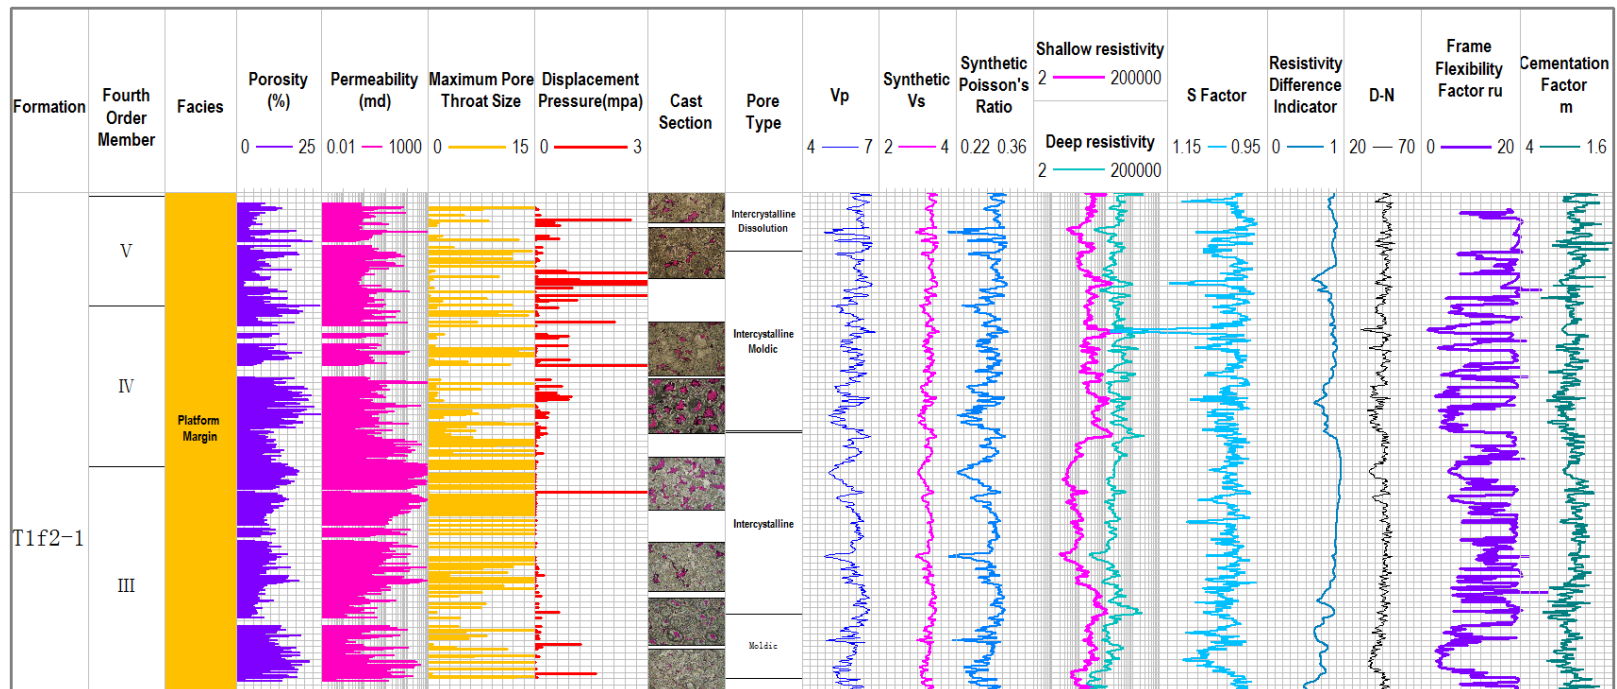 Formation
Fourth
Order
Member
Facies
Porosity
(%)
0 25
Permeability
(md)
0.01 1000
Maximum Pore
Throat Size
0 15
Displacement
Pressure(mpa)
0 3
Cast
Section
Pore
Type
Vp
4 7
Synthetic
Vs
2 4
Synthetic
Poisson's
Ratio
0.22 0.36
Shallow resistivity
2 200000
Deep resistivity
2 200000
S Factor
1.15 0.95
Resistivity
Difference
Indicator
0 1
D-N
20 70
Frame
Flexibility
Factor ru
0 20
Cementation
Factor
m
4 1.6
T1f2-1
V
IV
III
Platform
Margin
Intercrystalline
Dissolution
Intercrystalline
Moldic
Intercrystalline
Moldic